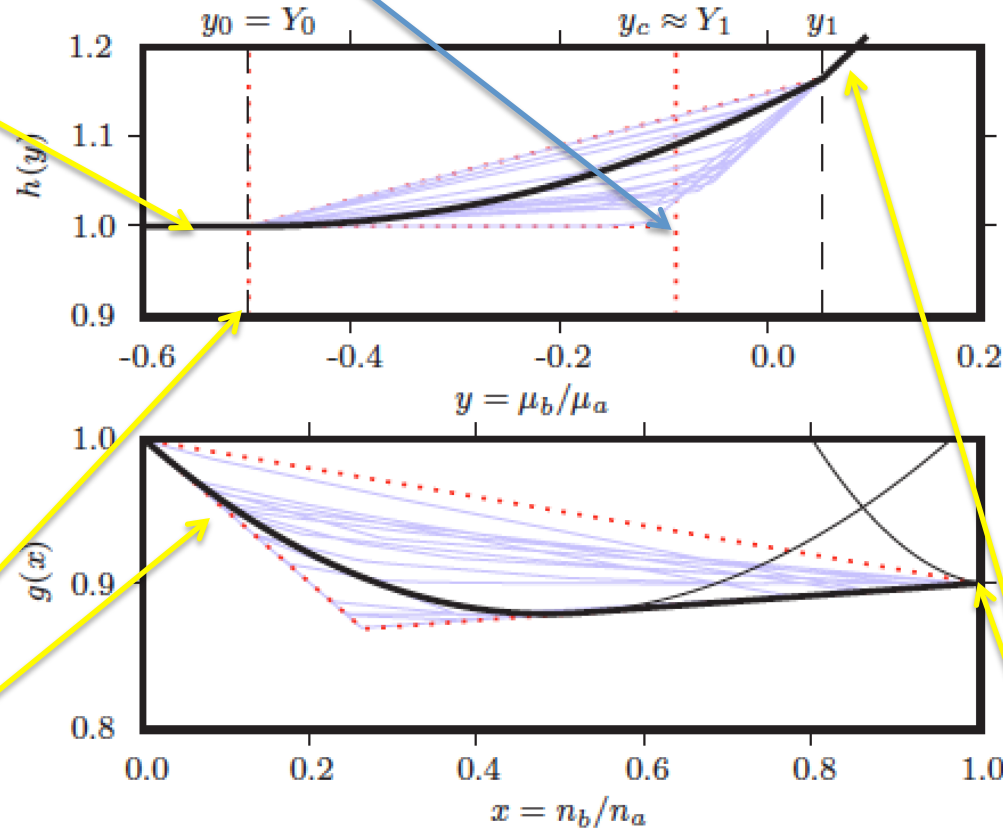 y₀ = Y₀ y_c ≈ Y₁ y₁
1.2
1.1
1.0
0.9
h(y)
-0.6 -0.4 -0.2 0.0 0.2
y = μ_b/μ_a
1.0
0.9
0.8
g(x)
0.0 0.2 0.4 0.6 0.8 1.0
x = n_b/n_a